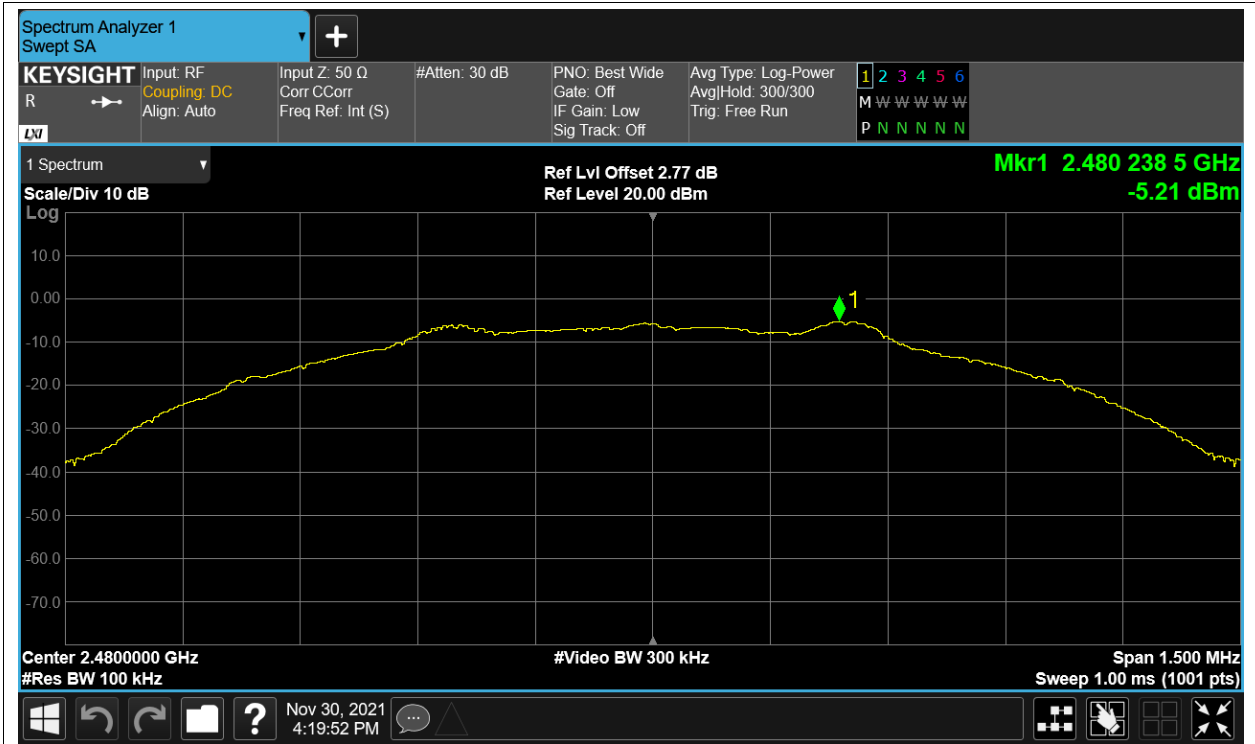 Spectrum Analyzer 1
Swept SA
KEYSIGHT
R
LXI
Input: RF
Coupling: DC
Align: Auto
Input Z: 50 Ω
Corr CCorr
Freq Ref: Int (S)
#Atten: 30 dB
PNO: Best Wide
Gate: Off
IF Gain: Low
Sig Track: Off
Avg Type: Log-Power
Avg|Hold: 300/300
Trig: Free Run
1 2 3 4 5 6
M W W W W W W
P N N N N N N
1 Spectrum
Scale/Div 10 dB
Log
Ref Lvl Offset 2.77 dB
Ref Level 20.00 dBm
Mkr1 2.480 238 5 GHz
-5.21 dBm
10.0
0.00
1
-10.0
-20.0
-30.0
-40.0
-50.0
-60.0
-70.0
Center 2.4800000 GHz
#Res BW 100 kHz
#Video BW 300 kHz
Span 1.500 MHz
Sweep 1.00 ms (1001 pts)
?
Nov 30, 2021
4:19:52 PM